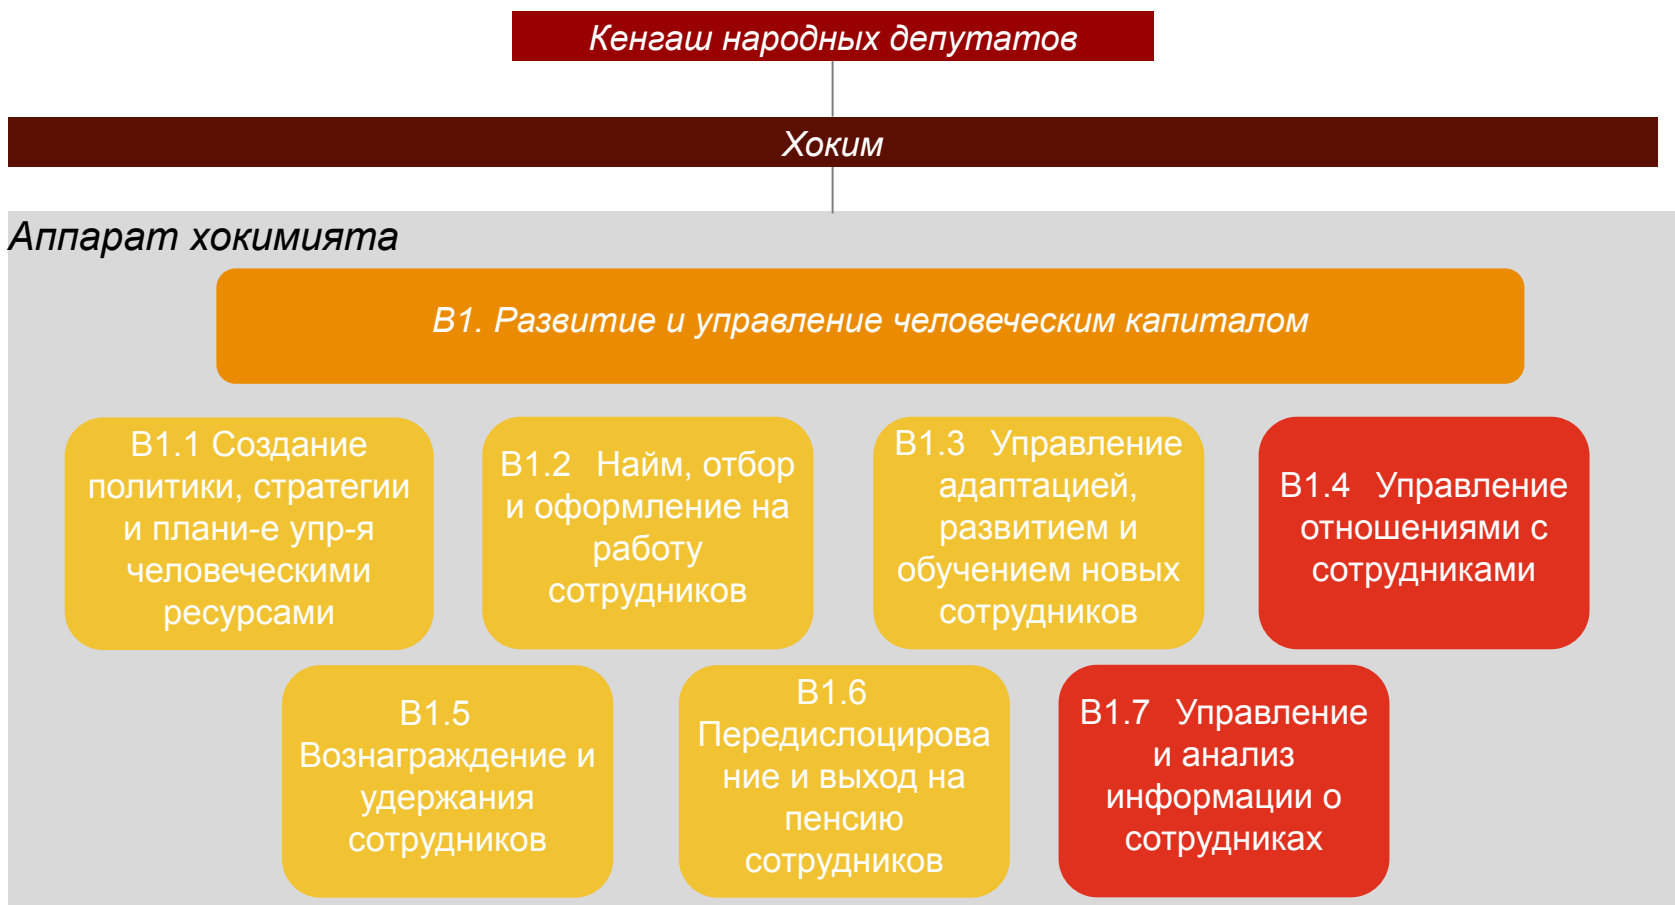 Кенгаш народных депутатов
Хоким
Аппарат хокимията
В1. Развитие и управление человеческим капиталом
В1.1 Создание
политики, стратегии
и плани-е упр-я
человеческими
ресурсами
В1.2 Найм, отбор
и оформление на
работу
сотрудников
В1.3 Управление
адаптацией,
развитием и
обучением новых
сотрудников
В1.4 Управление
отношениями с
сотрудниками
В1.5
Вознаграждение и
удержания
сотрудников
В1.6
Передислоцирова
ние и выход на
пенсию
сотрудников
В1.7 Управление
и анализ
информации о
сотрудниках